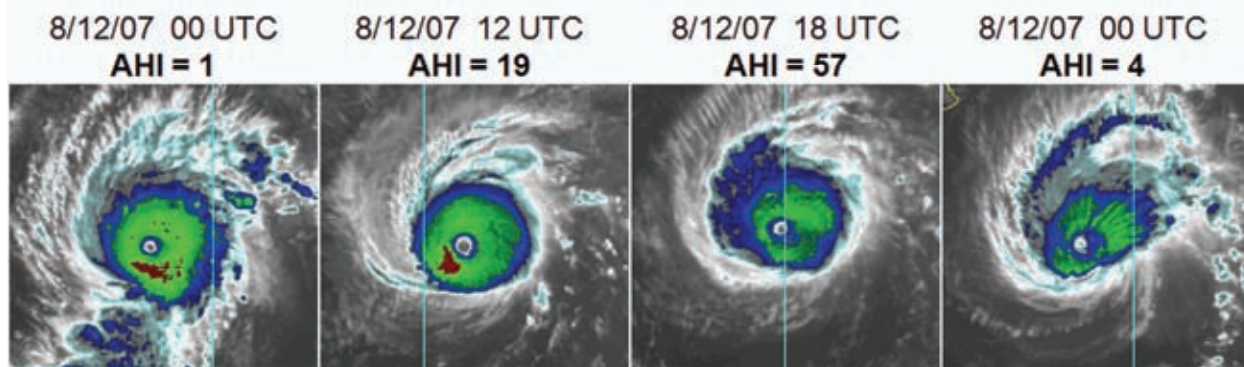 8/12/07 00 UTC
AHI = 1
8/12/07 12 UTC
AHI = 19
8/12/07 18 UTC
AHI = 57
8/12/07 00 UTC
AHI = 4